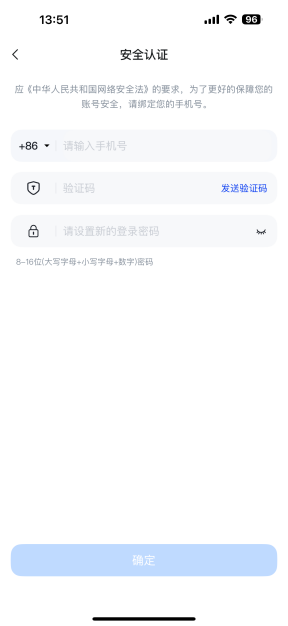 13:51
96
安全认证
应《中华人民共和国网络安全法》的要求，为了更好的保障您的
账号安全，请绑定您的手机号。
+86 请输入手机号
验证码 发送验证码
请设置新的登录密码
8-16位(大写字母+小写字母+数字)密码
确定